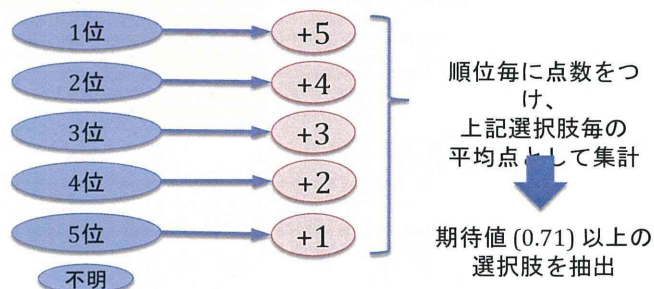 1位 +5
2位 +4
3位 +3
4位 +2
5位 +1
不明
順位毎に点数をつ
け、
上記選択肢毎の
平均点として集計
期待値 (0.71) 以上の
選択肢を抽出